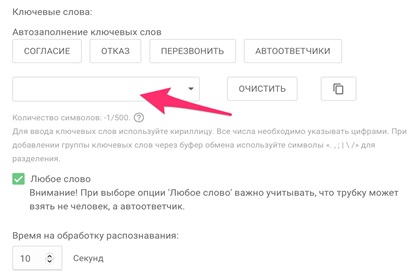 Ключевые слова:
Автозаполнение ключевых слов
СОГЛАСИЕ ОТКАЗ ПЕРЕЗВОНИТЬ АВТООТВЕТЧИКИ
ОЧИСТИТЬ
Количество символов: -1/500. ?
Для ввода ключевых слов используйте кириллицу. Все числа необходимо указывать цифрами. При
добавлении группы ключевых слов через буфер обмена используйте символы «. , ; | \ /» для
разделения.
Любое слово
Внимание! При выборе опции 'Любое слово' важно учитывать, что трубку может
взять не человек, а автоответчик.
Время на обработку распознавания:
10 Секунд